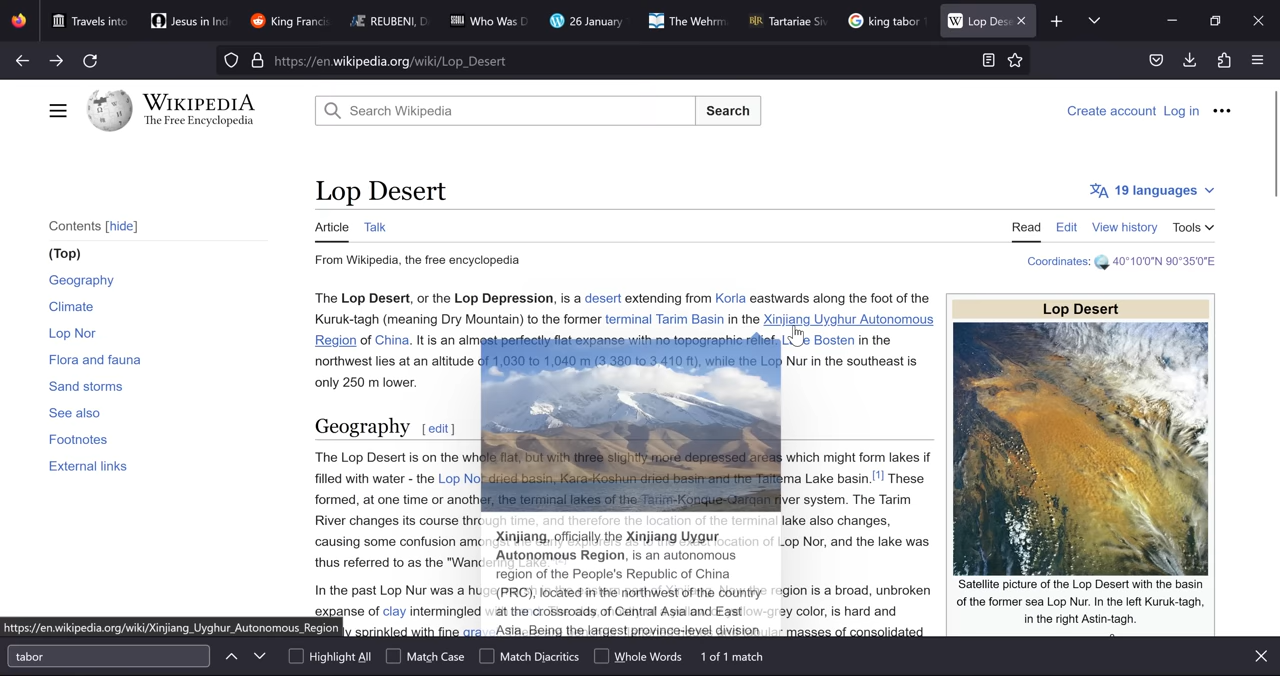 Travels into
Jesus in Ind
King Francis
REUBENI, D
Who Was D
26 January
The Wehrm
Tartariae Siv
king tabor 1
Lop Dese
https://en.wikipedia.org/wiki/Lop_Desert
WIKIPEDIA
The Free Encyclopedia
Search Wikipedia
Search
Create account Log in
Lop Desert
19 languages
Article Talk
Read Edit View history Tools
From Wikipedia, the free encyclopedia
Coordinates: 40°10′0″N 90°35′0″E
Contents [hide]
(Top)
Geography
Climate
Lop Nor
Flora and fauna
Sand storms
See also
Footnotes
External links
The Lop Desert, or the Lop Depression, is a desert extending from Korla eastwards along the foot of the
Kuruk-tagh (meaning Dry Mountain) to the former terminal Tarim Basin in the Xinjiang Uyghur Autonomous
Region of China. It is an almost perfectly flat expanse with no topographic relief. Bosten in the
northwest lies at an altitude of 1,030 to 1,040 m (3,380 to 3,410 ft), while the Lop Nur in the southeast is
only 250 m lower.
Geography [ edit ]
The Lop Desert is on the whole flat, but with three slightly more depressed areas which might form lakes if
filled with water - the Lop Nor dried basin, Kara-Koshun dried basin and the Taitema Lake basin.[1] These
formed, at one time or another, the terminal lakes of the Tarim-Konque-Qarqan river system. The Tarim
River changes its course through time, and therefore the location of the terminal lake also changes,
causing some confusion amongst the early explorers as to the exact location of Lop Nor, and the lake was
thus referred to as the "Wandering Lake."
In the past Lop Nur was a region is a broad, unbroken
expanse of clay intermingled color, is hard and
sprinkled with fine masses of consolidated
Xinjiang, officially the Xinjiang Uygur
Autonomous Region, is an autonomous
region of the People's Republic of China
(PRC), located in the northwest of the country
at the crossroads of Central Asia and East
Asia. Being the largest province-level division
Lop Desert
Satellite picture of the Lop Desert with the basin
of the former sea Lop Nur. In the left Kuruk-tagh,
in the right Astin-tagh.
https://en.wikipedia.org/wiki/Xinjiang_Uyghur_Autonomous_Region
tabor
Highlight All
Match Case
Match Diacritics
Whole Words
1 of 1 match